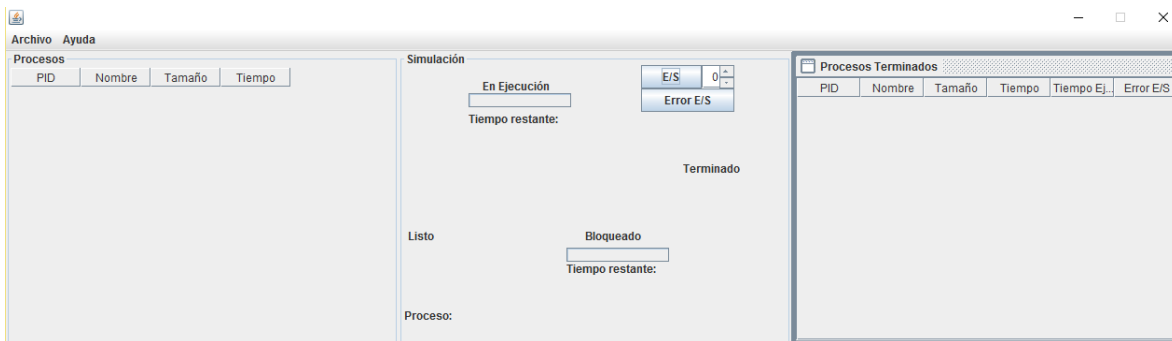 Archivo Ayuda
Procesos
PID Nombre Tamaño Tiempo
Simulación
En Ejecución
Tiempo restante:
E/S 0
Error E/S
Terminado
Listo
Bloqueado
Tiempo restante:
Proceso:
Procesos Terminados
PID Nombre Tamaño Tiempo Tiempo Ej... Error E/S